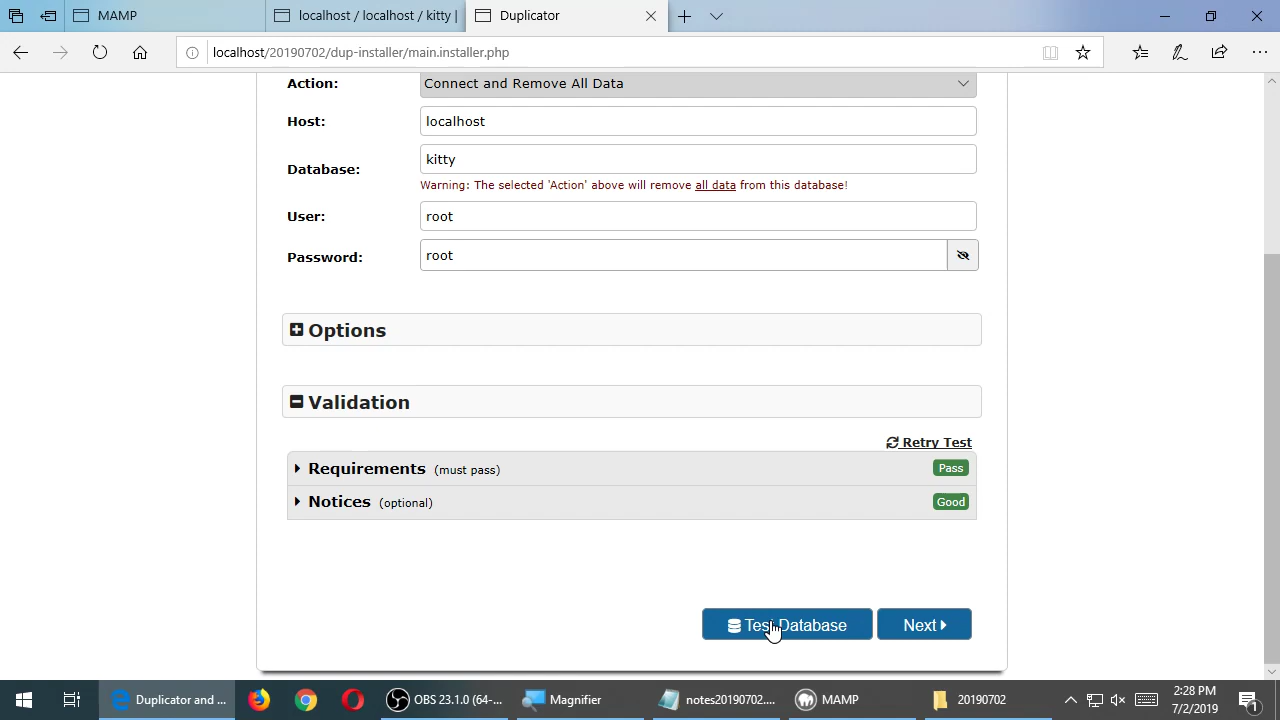 MAMP
localhost / localhost / kitty |
Duplicator
localhost/20190702/dup-installer/main.installer.php
Action:
Connect and Remove All Data
Host:
localhost
Database:
kitty
Warning: The selected 'Action' above will remove all data from this database!
User:
root
Password:
root
Options
Validation
Retry Test
Requirements (must pass)
Pass
Notices (optional)
Good
Test Database
Next
Duplicator and ...
OBS 23.1.0 (64-...
Magnifier
notes20190702....
MAMP
20190702
2:28 PM
7/2/2019
1